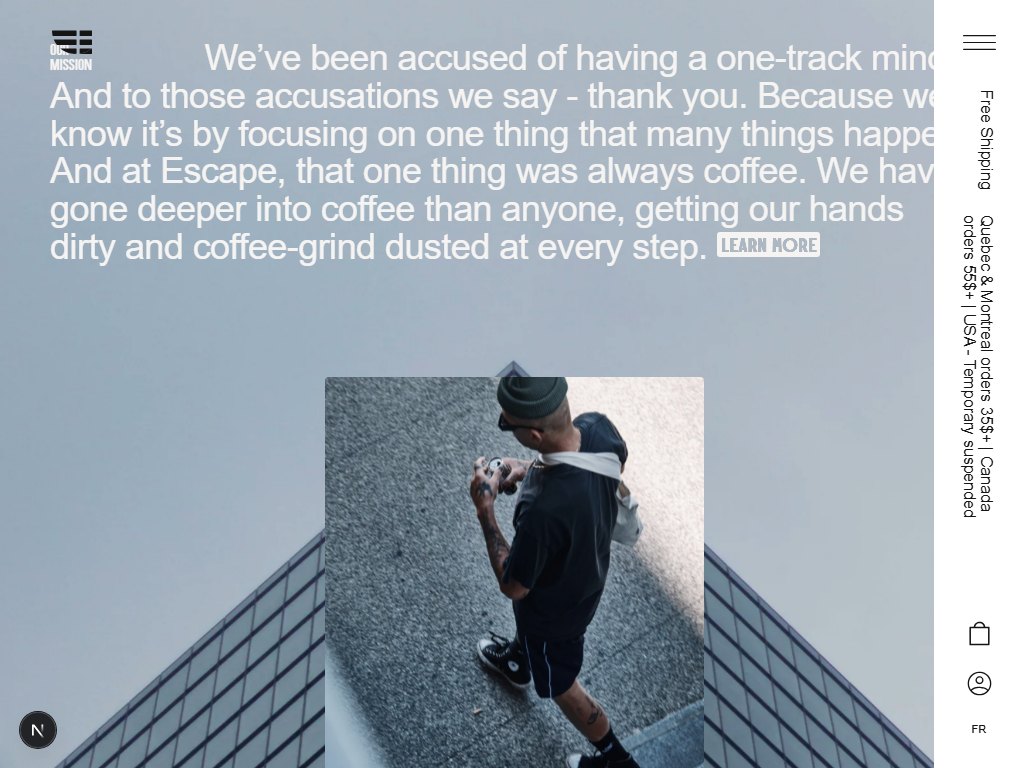 OUR
MISSION
We’ve been accused of having a one-track mind
And to those accusations we say - thank you. Because we
know it’s by focusing on one thing that many things happe
And at Escape, that one thing was always coffee. We hav
gone deeper into coffee than anyone, getting our hands
dirty and coffee-grind dusted at every step. LEARN MORE
Free Shipping
Quebec & Montreal orders 35$+ | Canada
orders 55$+ | USA - Temporary suspended
FR
N